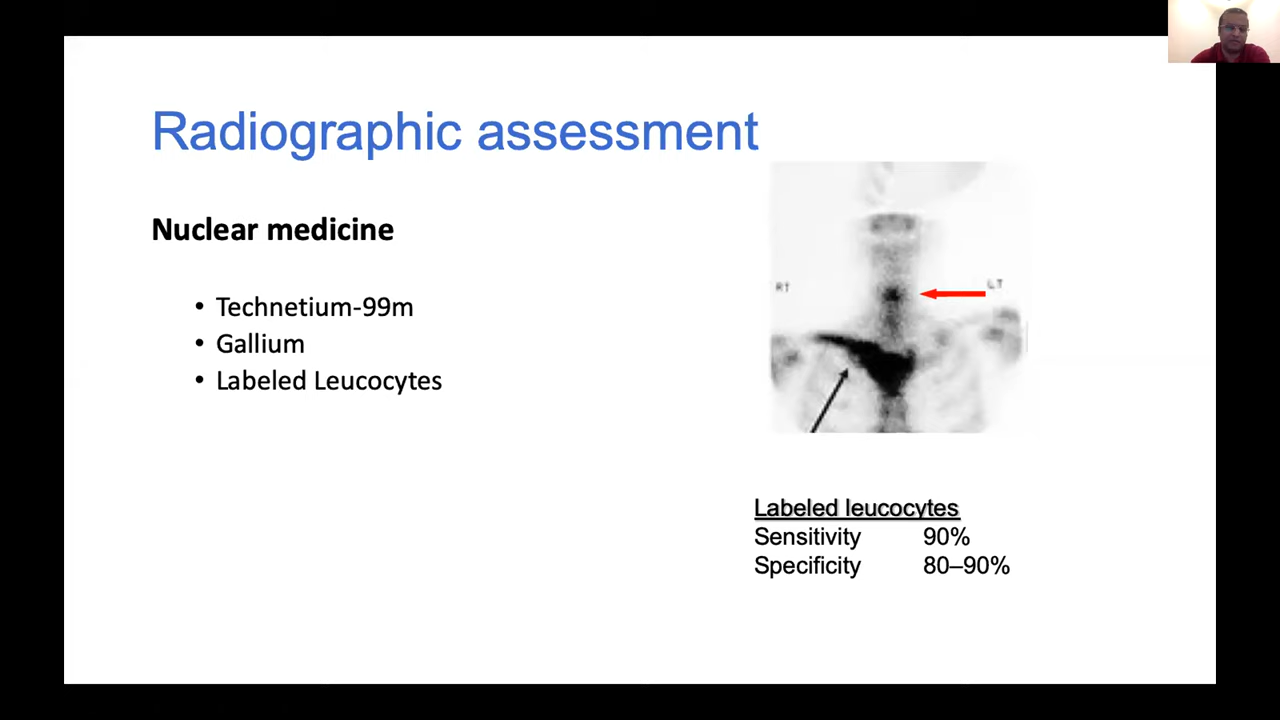 Radiographic assessment
Nuclear medicine
• Technetium-99m
• Gallium
• Labeled Leucocytes
RT
LT
Labeled leucocytes
Sensitivity 90%
Specificity 80–90%